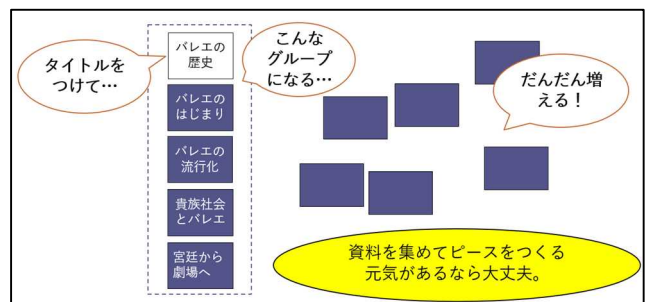 タイトルを
つけて…
バレエの
歴史
こんな
グループ
になる…
バレエの
はじまり
バレエの
流行化
貴族社会
とバレエ
宮廷から
劇場へ
だんだん増
える！
資料を集めてピースをつくる
元気があるなら大丈夫。